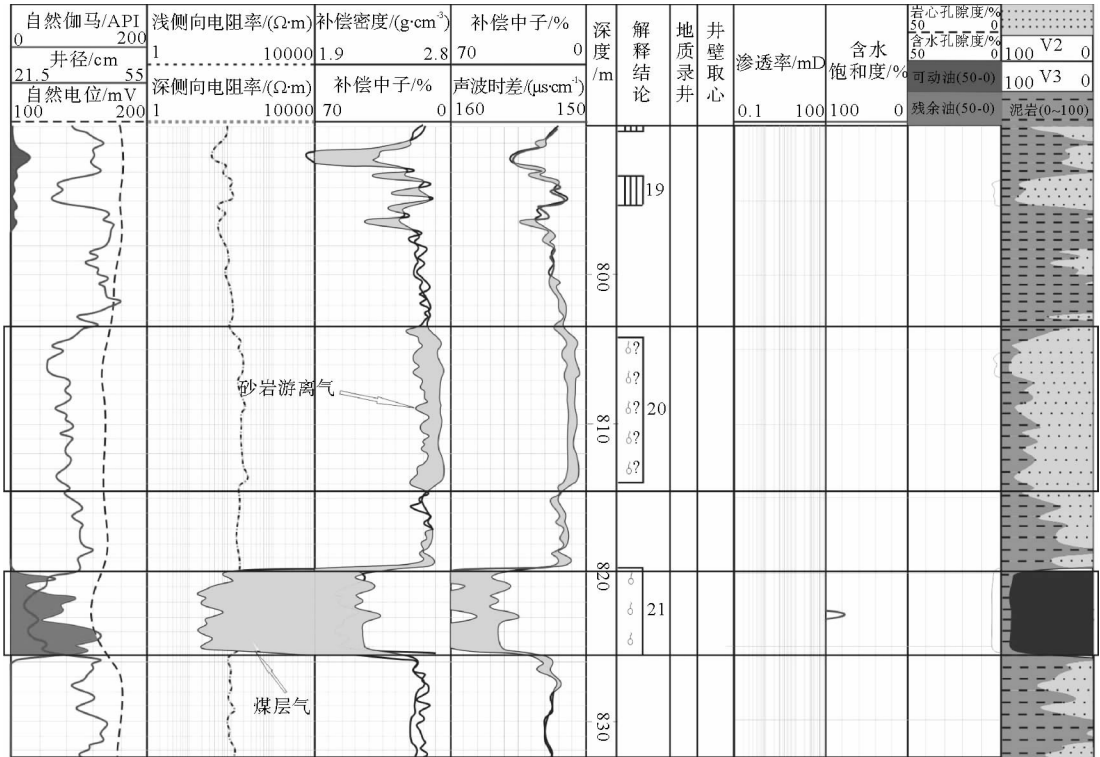 自然伽马/API
0 200
井径/cm
21.5 55
自然电位/mV
100 200
浅侧向电阻率/(Ω·m)
1 10000
深侧向电阻率/(Ω·m)
1 10000
补偿密度/(g·cm⁻³)
1.9 2.8
补偿中子/%
70 0
补偿中子/%
70 0
声波时差/(μs·cm⁻¹)
160 150
深度/m
解释结论
地质录井
井壁取心
渗透率/mD
0.1 100
含水饱和度/%
100 0
岩心孔隙度/%
50 0
含水孔隙度/%
50 0
可动油(50-0)
残余油(50-0)
100 V2 0
100 V3 0
泥岩(0~100)
19
800
砂岩游离气
?
?
?
?
?
20
810
820
21
煤层气
830